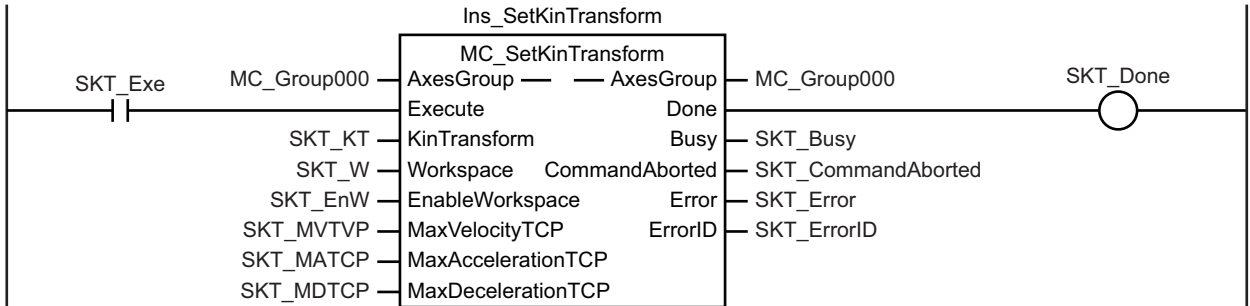 Ins_SetKinTransform
MC_SetKinTransform
SKT_Exe MC_Group000 AxesGroup AxesGroup MC_Group000 SKT_Done
Execute Done
SKT_KT KinTransform Busy SKT_Busy
SKT_W Workspace CommandAborted SKT_CommandAborted
SKT_EnW EnableWorkspace Error SKT_Error
SKT_MVTVP MaxVelocityTCP ErrorID SKT_ErrorID
SKT_MATCP MaxAccelerationTCP
SKT_MDTCP MaxDecelerationTCP